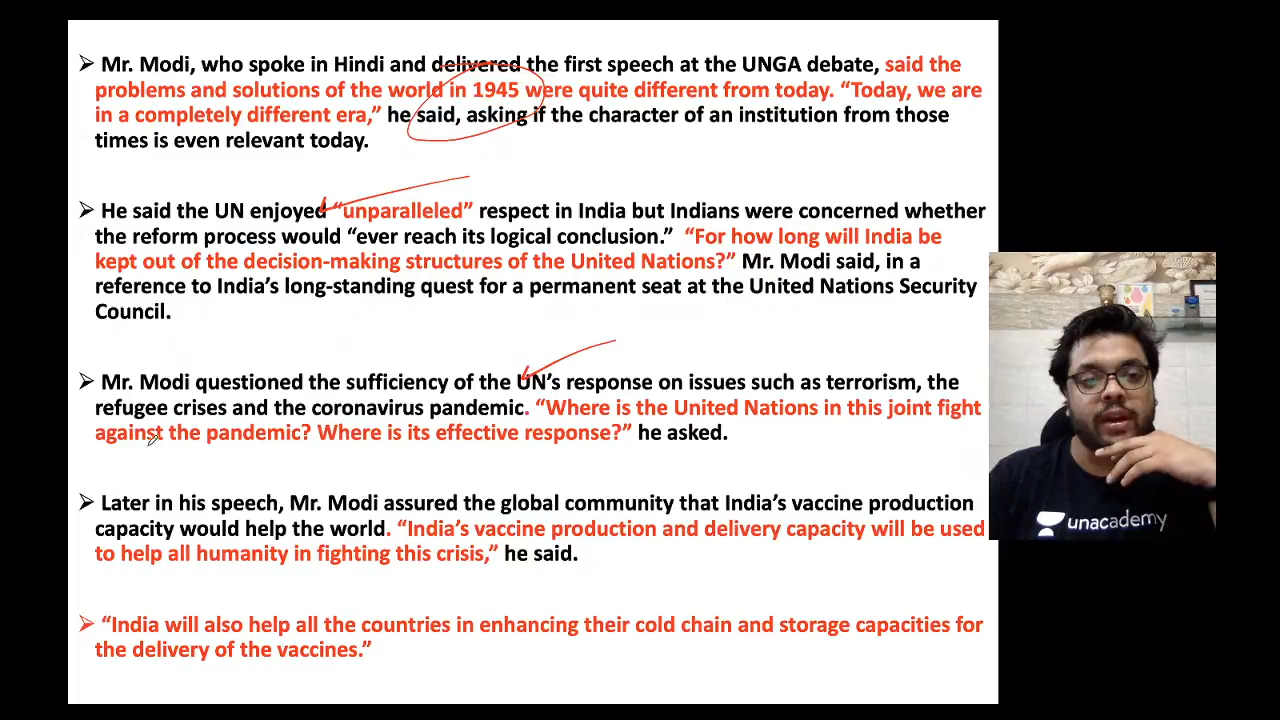 ➢ Mr. Modi, who spoke in Hindi and delivered the first speech at the UNGA debate, said the
problems and solutions of the world in 1945 were quite different from today. “Today, we are
in a completely different era,” he said, asking if the character of an institution from those
times is even relevant today.
➢ He said the UN enjoyed “unparalleled” respect in India but Indians were concerned whether
the reform process would “ever reach its logical conclusion.” “For how long will India be
kept out of the decision-making structures of the United Nations?” Mr. Modi said, in a
reference to India’s long-standing quest for a permanent seat at the United Nations Security
Council.
➢ Mr. Modi questioned the sufficiency of the UN’s response on issues such as terrorism, the
refugee crises and the coronavirus pandemic. “Where is the United Nations in this joint fight
against the pandemic? Where is its effective response?” he asked.
➢ Later in his speech, Mr. Modi assured the global community that India’s vaccine production
capacity would help the world. “India’s vaccine production and delivery capacity will be used
to help all humanity in fighting this crisis,” he said.
➢ “India will also help all the countries in enhancing their cold chain and storage capacities for
the delivery of the vaccines.”
unacademy